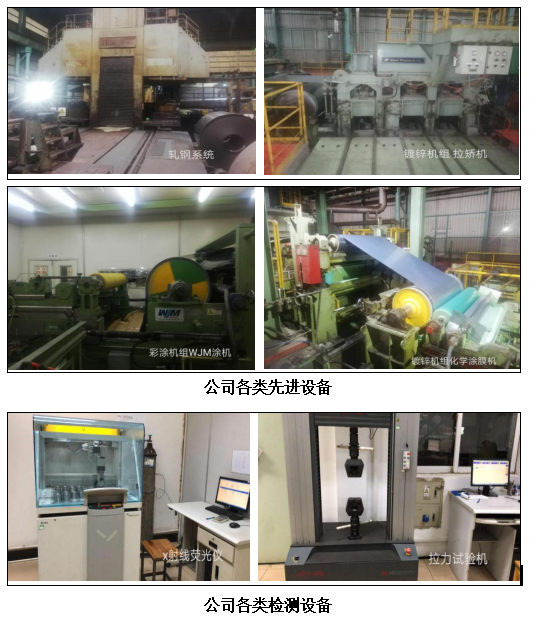 轧钢系统
镀锌机组 拉矫机
彩涂机组WJM涂机
WJM
镀锌机组化学涂膜机
公司各类先进设备
x射线荧光仪
拉力试验机
公司各类检测设备